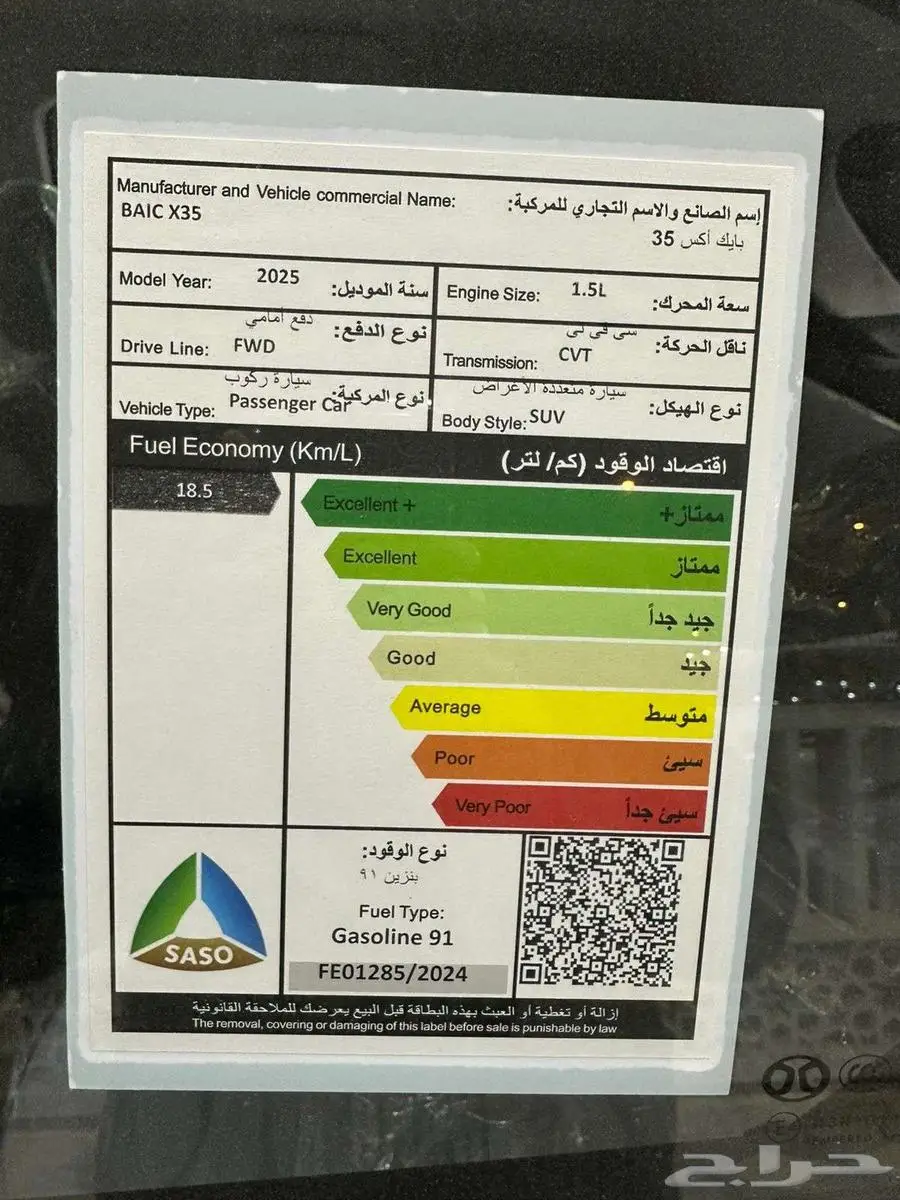 Manufacturer and Vehicle commercial Name:
إسم الصانع والاسم التجاري للمركبة:
BAIC X35
بايك أكس 35
Model Year: 2025 سنة الموديل:
Engine Size: 1.5L سعة المحرك:
دفع أمامي
نوع الدفع:
Drive Line: FWD
سي في تي
ناقل الحركة:
Transmission: CVT
سيارة ركوب
نوع المركبة:
Vehicle Type: Passenger Car
سيارة متعددة الأغراض
نوع الهيكل:
Body Style: SUV
Fuel Economy (Km/L)
اقتصاد الوقود (كم/ لتر)
18.5
Excellent + ممتاز+
Excellent ممتاز
Very Good جيد جداً
Good جيد
Average متوسط
Poor سيئ
Very Poor سيئ جداً
SASO
نوع الوقود:
بنزين ٩١
Fuel Type:
Gasoline 91
FE01285/2024
إزالة أو تغطية أو العبث بهذه البطاقة قبل البيع يعرضك للملاحقة القانونية
The removal, covering or damaging of this label before sale is punishable by law
حراج